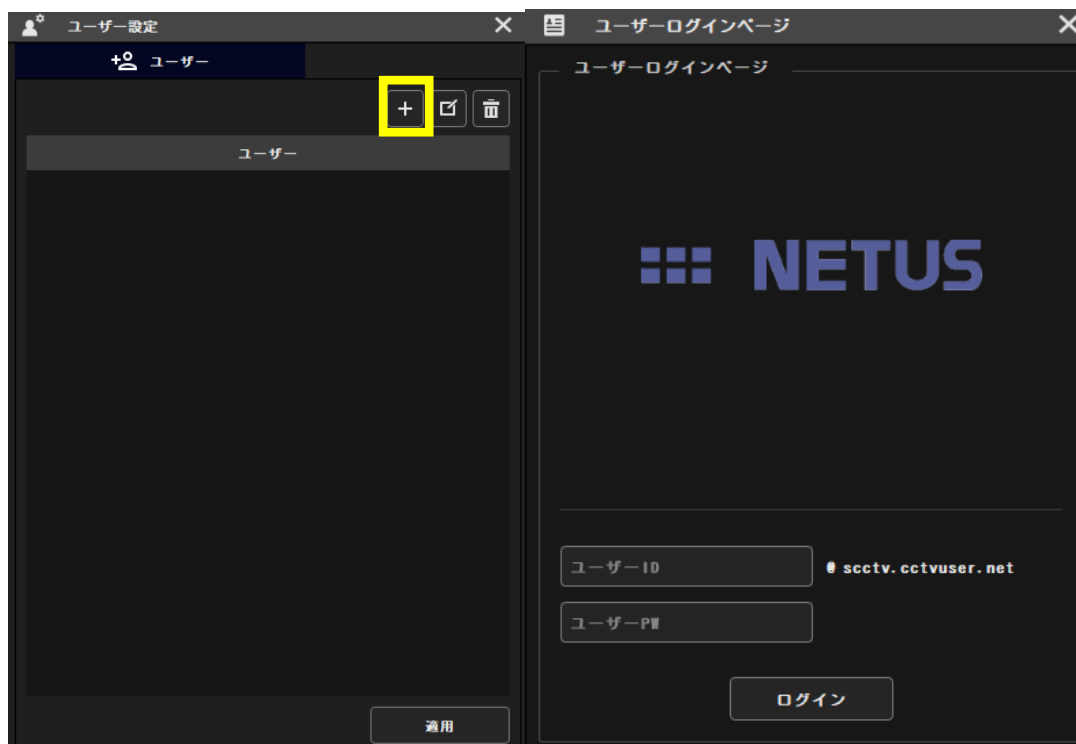 ユーザー設定
ユーザー
ユーザー
適用
ユーザーログインページ
ユーザーログインページ
NETUS
ユーザーID
@ scctv.cctvuser.net
ユーザーPW
ログイン